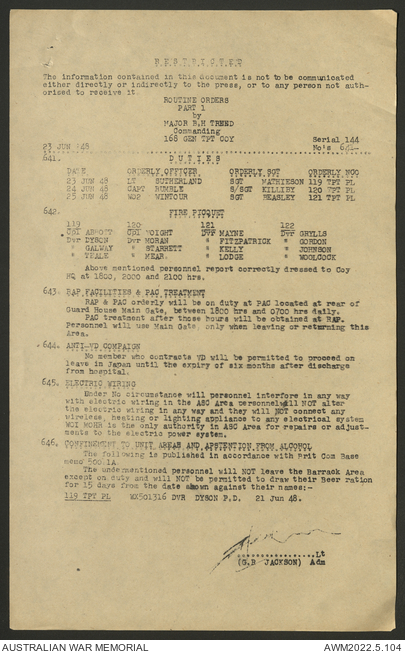 RESTRICTED
The information contained in this document is not to be communicated
either directly or indirectly to the press, or to any person not auth-
orised to receive it.
ROUTINE ORDERS
PART 1
by
MAJOR B.H TREED
Commanding
168 GEN TPT COY
Serial 144
23 JUN 48 No's
641. DUTIES
DATE ORDERLY OFFICER ORDERLY SGT ORDERLY NCO
23 JUN 48 LT SUTHERLAND SGT MATHIESON 119 TPT PL
24 JUN 48 CAPT RUMBLE S/SGT KILLIBY 120 TPT PL
25 JUN 48 WO2 WINTOUR SGT BEASLEY 121 TPT PL
642. FIRE PICQUET
119 120 121 122
Cpl ABBOTT Cpl VOIGHT Dvr MAYNE Dvr GRYLLS
Dvr DYSON Dvr MORAN " FITZPATRICK " GORDON
" GALWAY " STARRETT " KELLY " JOHNSON
" YEALE " KEAR. " LODGE " WOOLCOCK
Above mentioned personnel report correctly dressed to Coy
HQ at 1800, 2000 and 2100 hrs.
643. RAP FACILITIES & PAC TREATMENT
RAP & PAC orderly will be on duty at PAC located at rear of
Guard House Main Gate, between 1800 hrs and 0700 hrs daily.
PAC treatment after those hours will be obtained at RAP.
Personnel will use Main Gate, only when leaving or returning this
Area.
644. ANTI-VD COMPAIGN
No member who contracts VD will be permitted to proceed on
leave in Japan until the expiry of six months after discharge
from hospital.
645. ELECTRIC WIRING
Under No circumstance will personnel interfere in any way
with electric wiring in the ASC Area personnel will NOT alter
the electric wiring in any way and they will NOT connect any
wireless, heating or lighting appliance to any electrical system
WOI MOHR is the only authority in ASC Area for repairs or adjust-
ments to the electric power system.
646. CONFINEMENT TO UNIT AREAS AND ABSTENTION FROM ALCOHOL
The following is published in accordance with Brit Com Base
memo 500-1A
The undermentioned personnel will NOT leave the Barrack Area
except on duty and will NOT be permitted to draw their Beer ration
for 15 days from the date shown against their names:-
119 TPT PL WX501316 DVR DYSON P.D. 21 Jun 48.
Lt
(G.R JACKSON) Adm
AUSTRALIAN WAR MEMORIAL AWM2022.5.104